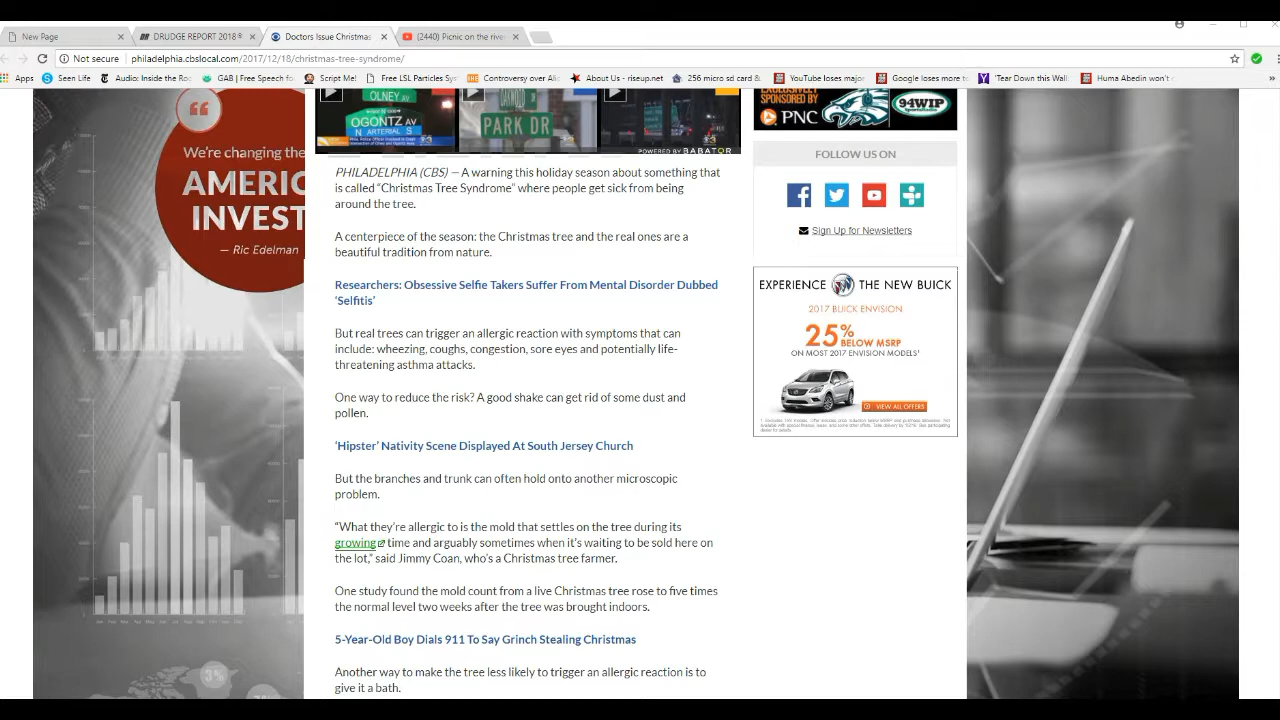 New Page
DRUDGE REPORT 2018®
Doctors Issue Christmas
(2440) Picnic on the rive
Not secure
philadelphia.cbslocal.com/2017/12/18/christmas-tree-syndrome/
Apps
Seen Life
Audio: Inside the Ro
GAB | Free Speech fo
Script Me!
Free LSL Particles Sy
Controversy over Ali
About Us - riseup.net
256 micro sd card &
YouTube loses major
Google loses more to
'Tear Down this Wall
Huma Abedin won't
»
We're changing the
AMERIC
INVEST
— Ric Edelman
OLNEY AV
OGONTZ AV
N ARTERIAL S
OAKWOOD DR
PARK DR
POWERED BY BABATOR
EXCLUSIVELY
SPONSORED BY
PNC
94WIP
PHILADELPHIA (CBS) — A warning this holiday season about something that
is called “Christmas Tree Syndrome” where people get sick from being
around the tree.
A centerpiece of the season: the Christmas tree and the real ones are a
beautiful tradition from nature.
Researchers: Obsessive Selfie Takers Suffer From Mental Disorder Dubbed
‘Selfitis’
But real trees can trigger an allergic reaction with symptoms that can
include: wheezing, coughs, congestion, sore eyes and potentially life-
threatening asthma attacks.
One way to reduce the risk? A good shake can get rid of some dust and
pollen.
‘Hipster’ Nativity Scene Displayed At South Jersey Church
But the branches and trunk can often hold onto another microscopic
problem.
“What they’re allergic to is the mold that settles on the tree during its
growing time and arguably sometimes when it’s waiting to be sold here on
the lot,” said Jimmy Coan, who’s a Christmas tree farmer.
One study found the mold count from a live Christmas tree rose to five times
the normal level two weeks after the tree was brought indoors.
5-Year-Old Boy Dials 911 To Say Grinch Stealing Christmas
Another way to make the tree less likely to trigger an allergic reaction is to
give it a bath.
FOLLOW US ON
Sign Up for Newsletters
EXPERIENCE THE NEW BUICK
2017 BUICK ENVISION
25% BELOW MSRP
ON MOST 2017 ENVISION MODELS¹
VIEW ALL OFFERS
3%